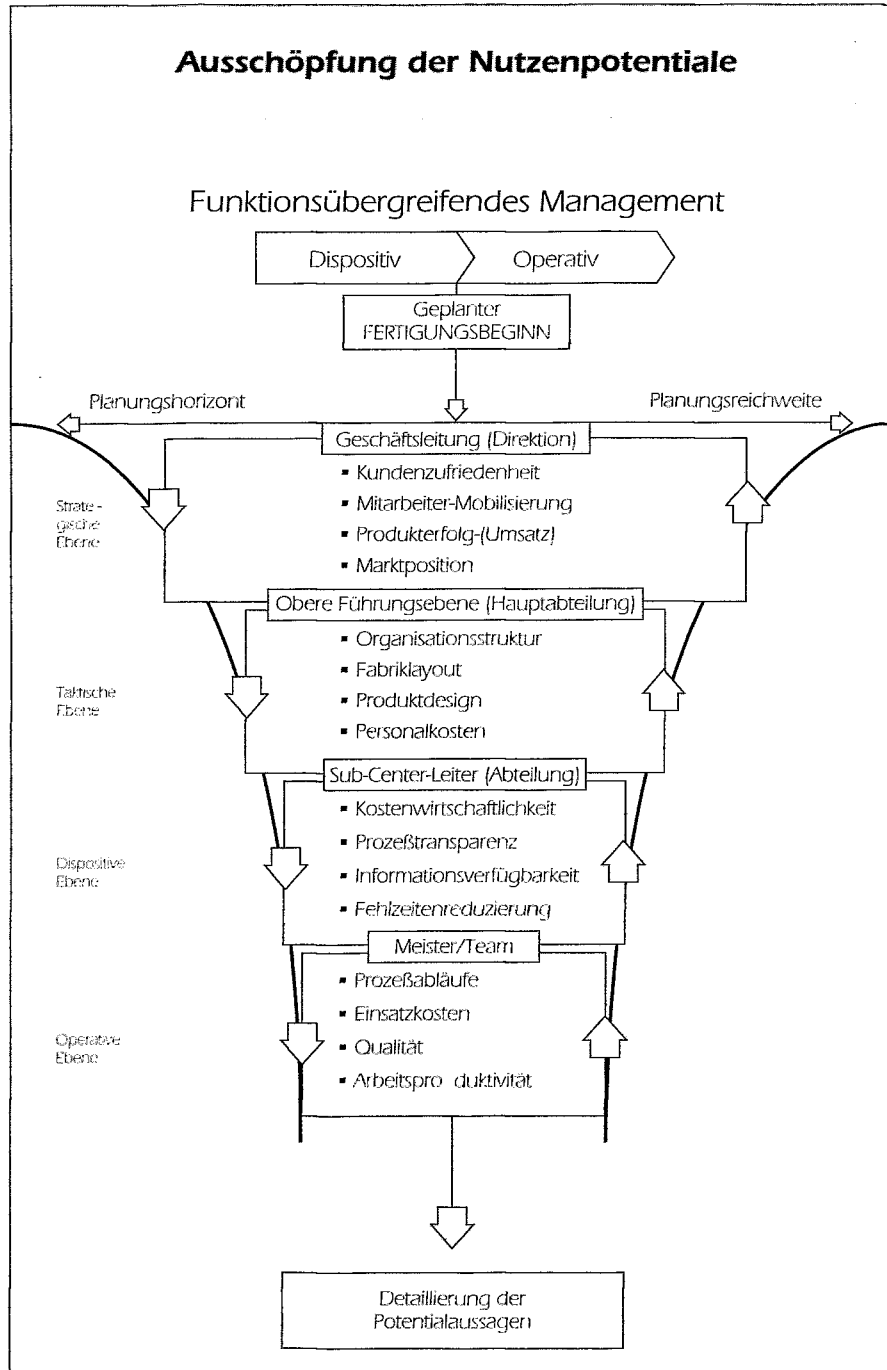 Ausschöpfung der Nutzenpotentiale
Funktionsübergreifendes Management
Dispositiv
Operativ
Geplanter
FERTIGUNGSBEGINN
Planungshorizont
Planungsreichweite
Geschäftsleitung (Direktion)
▪ Kundenzufriedenheit
▪ Mitarbeiter-Mobilisierung
▪ Produkterfolg-(Umsatz)
▪ Marktposition
Strate-
gische
Ebene
Obere Führungsebene (Hauptabteilung)
▪ Organisationsstruktur
▪ Fabriklayout
▪ Produktdesign
▪ Personalkosten
Taktische
Ebene
Sub-Center-Leiter (Abteilung)
▪ Kostenwirtschaftlichkeit
▪ Prozeßtransparenz
▪ Informationsverfügbarkeit
▪ Fehlzeitenreduzierung
Dispositive
Ebene
Meister/Team
▪ Prozeßabläufe
▪ Einsatzkosten
▪ Qualität
▪ Arbeitspro duktivität
Operative
Ebene
Detaillierung der
Potentialaussagen